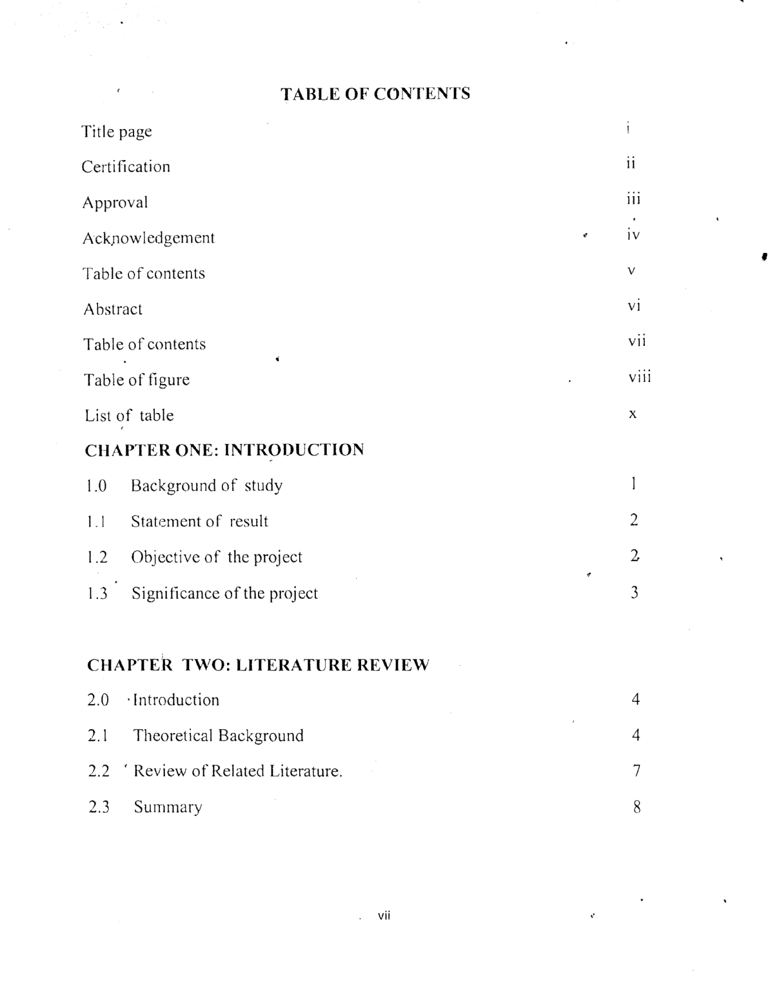 TABLE OF CONTENTS
Title page i
Certification ii
Approval iii
Acknowledgement iv
Table of contents v
Abstract vi
Table of contents vii
Table of figure viii
List of table x
CHAPTER ONE: INTRODUCTION
1.0 Background of study 1
1.1 Statement of result 2
1.2 Objective of the project 2
1.3 Significance of the project 3
CHAPTER TWO: LITERATURE REVIEW
2.0 Introduction 4
2.1 Theoretical Background 4
2.2 Review of Related Literature. 7
2.3 Summary 8
vii